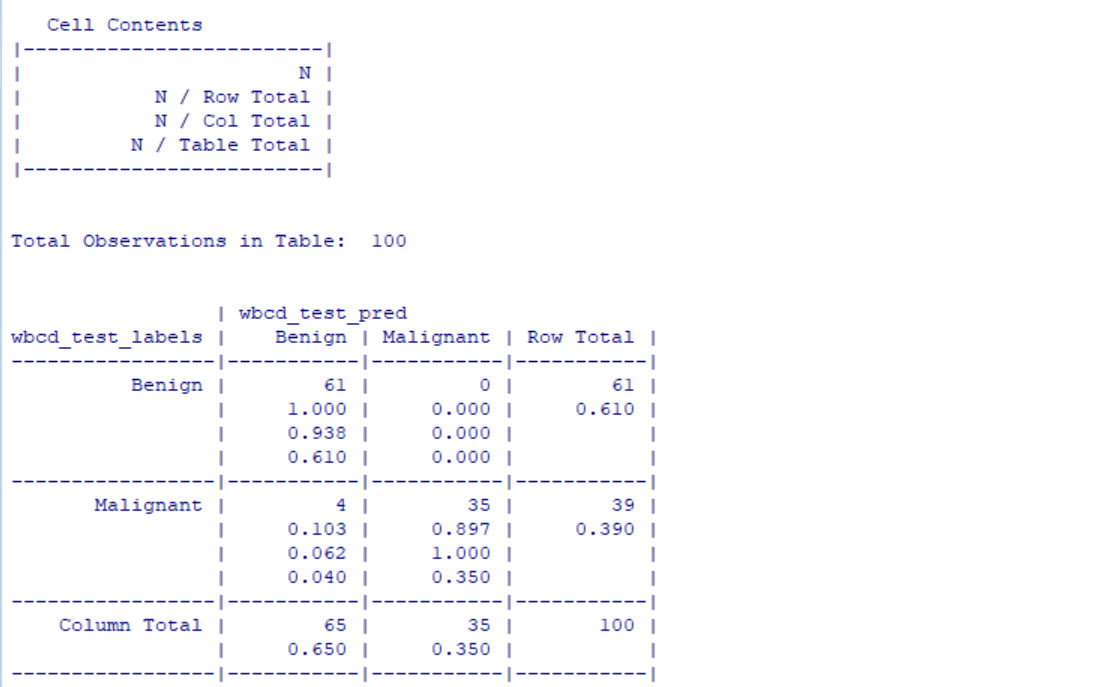 Cell Contents
|-------------------------|
|                       N |
|           N / Row Total |
|           N / Col Total |
|         N / Table Total |
|-------------------------|
Total Observations in Table:  100
                 | wbcd_test_pred
wbcd_test_labels |    Benign | Malignant | Row Total |
-----------------|-----------|-----------|-----------|
          Benign |        61 |         0 |        61 |
                 |     1.000 |     0.000 |     0.610 |
                 |     0.938 |     0.000 |           |
                 |     0.610 |     0.000 |           |
-----------------|-----------|-----------|-----------|
       Malignant |         4 |        35 |        39 |
                 |     0.103 |     0.897 |     0.390 |
                 |     0.062 |     1.000 |           |
                 |     0.040 |     0.350 |           |
-----------------|-----------|-----------|-----------|
    Column Total |        65 |        35 |       100 |
                 |     0.650 |     0.350 |           |
-----------------|-----------|-----------|-----------|